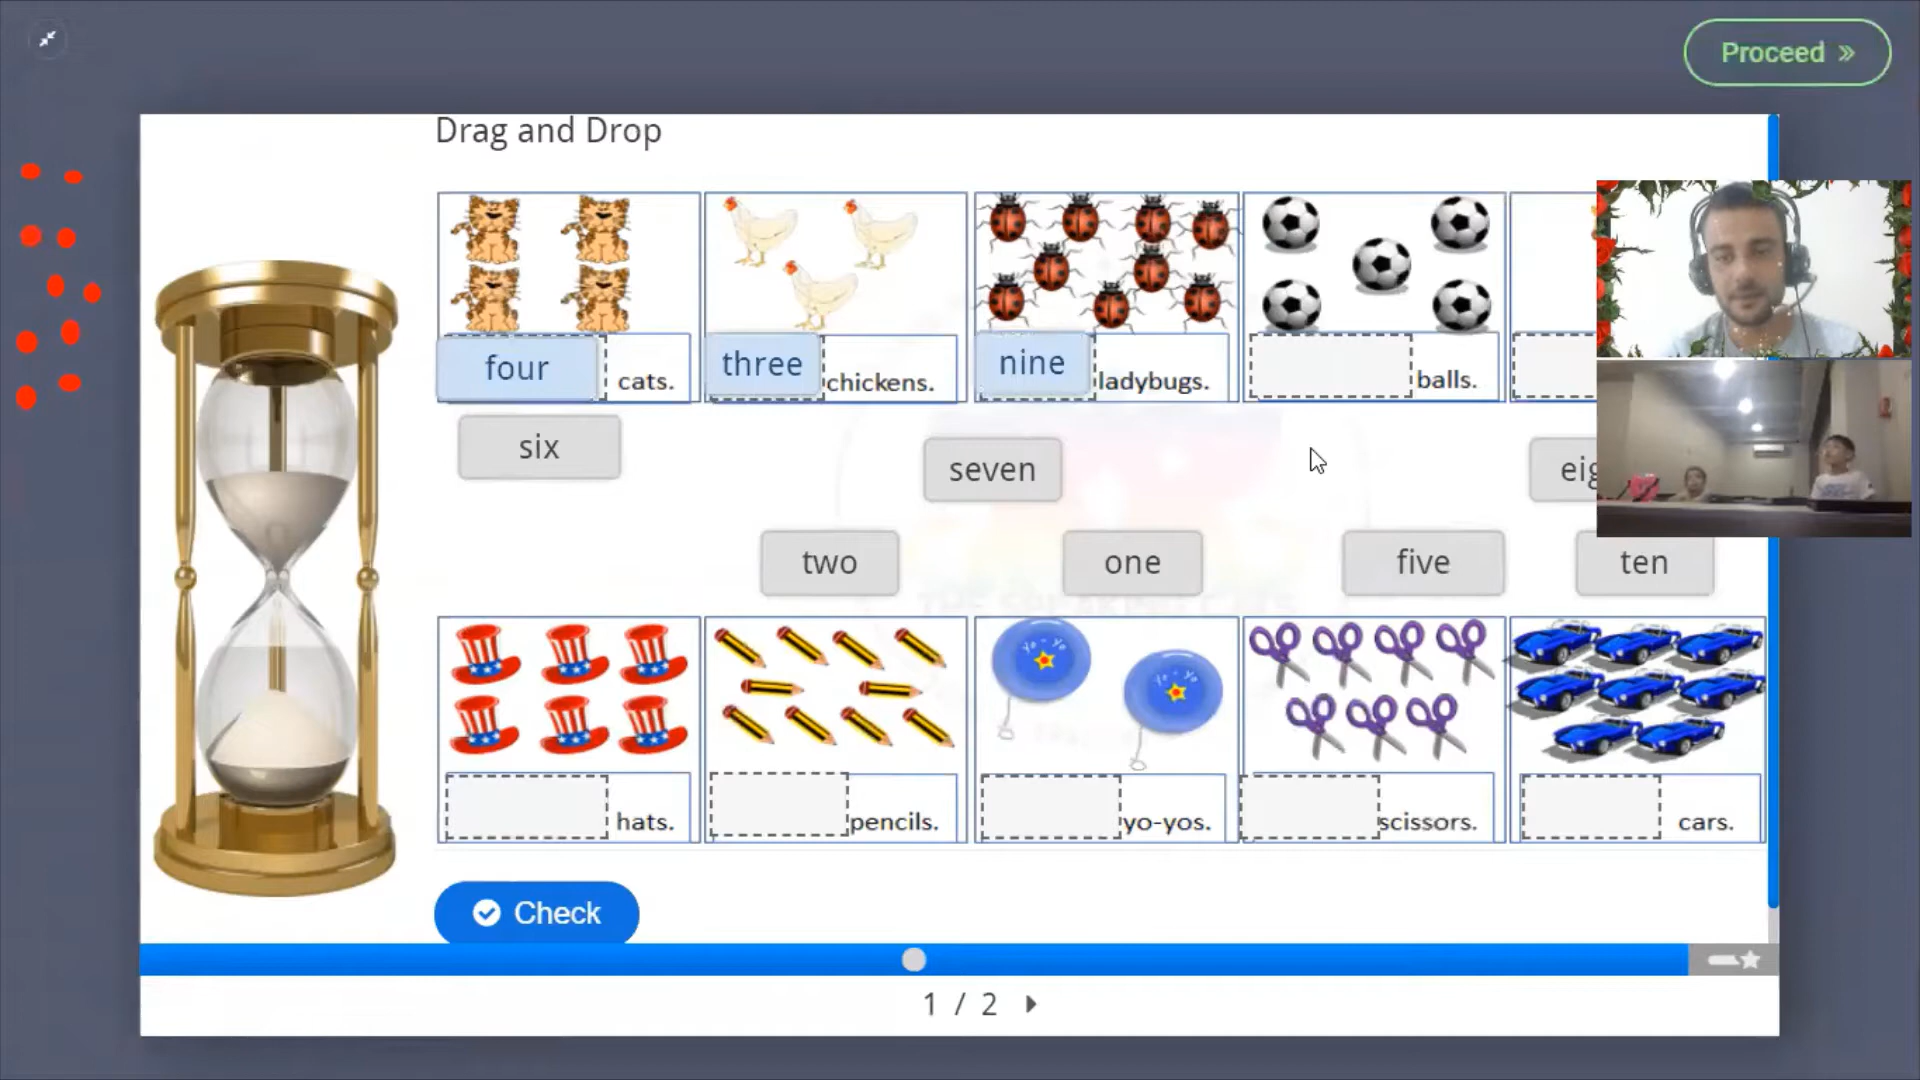 Proceed »
Drag and Drop
four cats.
three chickens.
nine ladybugs.
balls.
six
seven
two
one
five
ten
hats.
pencils.
yo-yos.
scissors.
cars.
Check
1 / 2